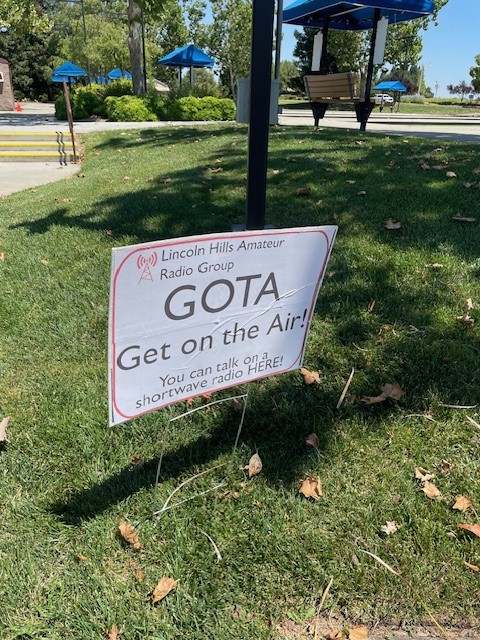 Lincoln Hills Amateur
Radio Group
GOTA
Get on the Air!
You can talk on a
shortwave radio HERE!